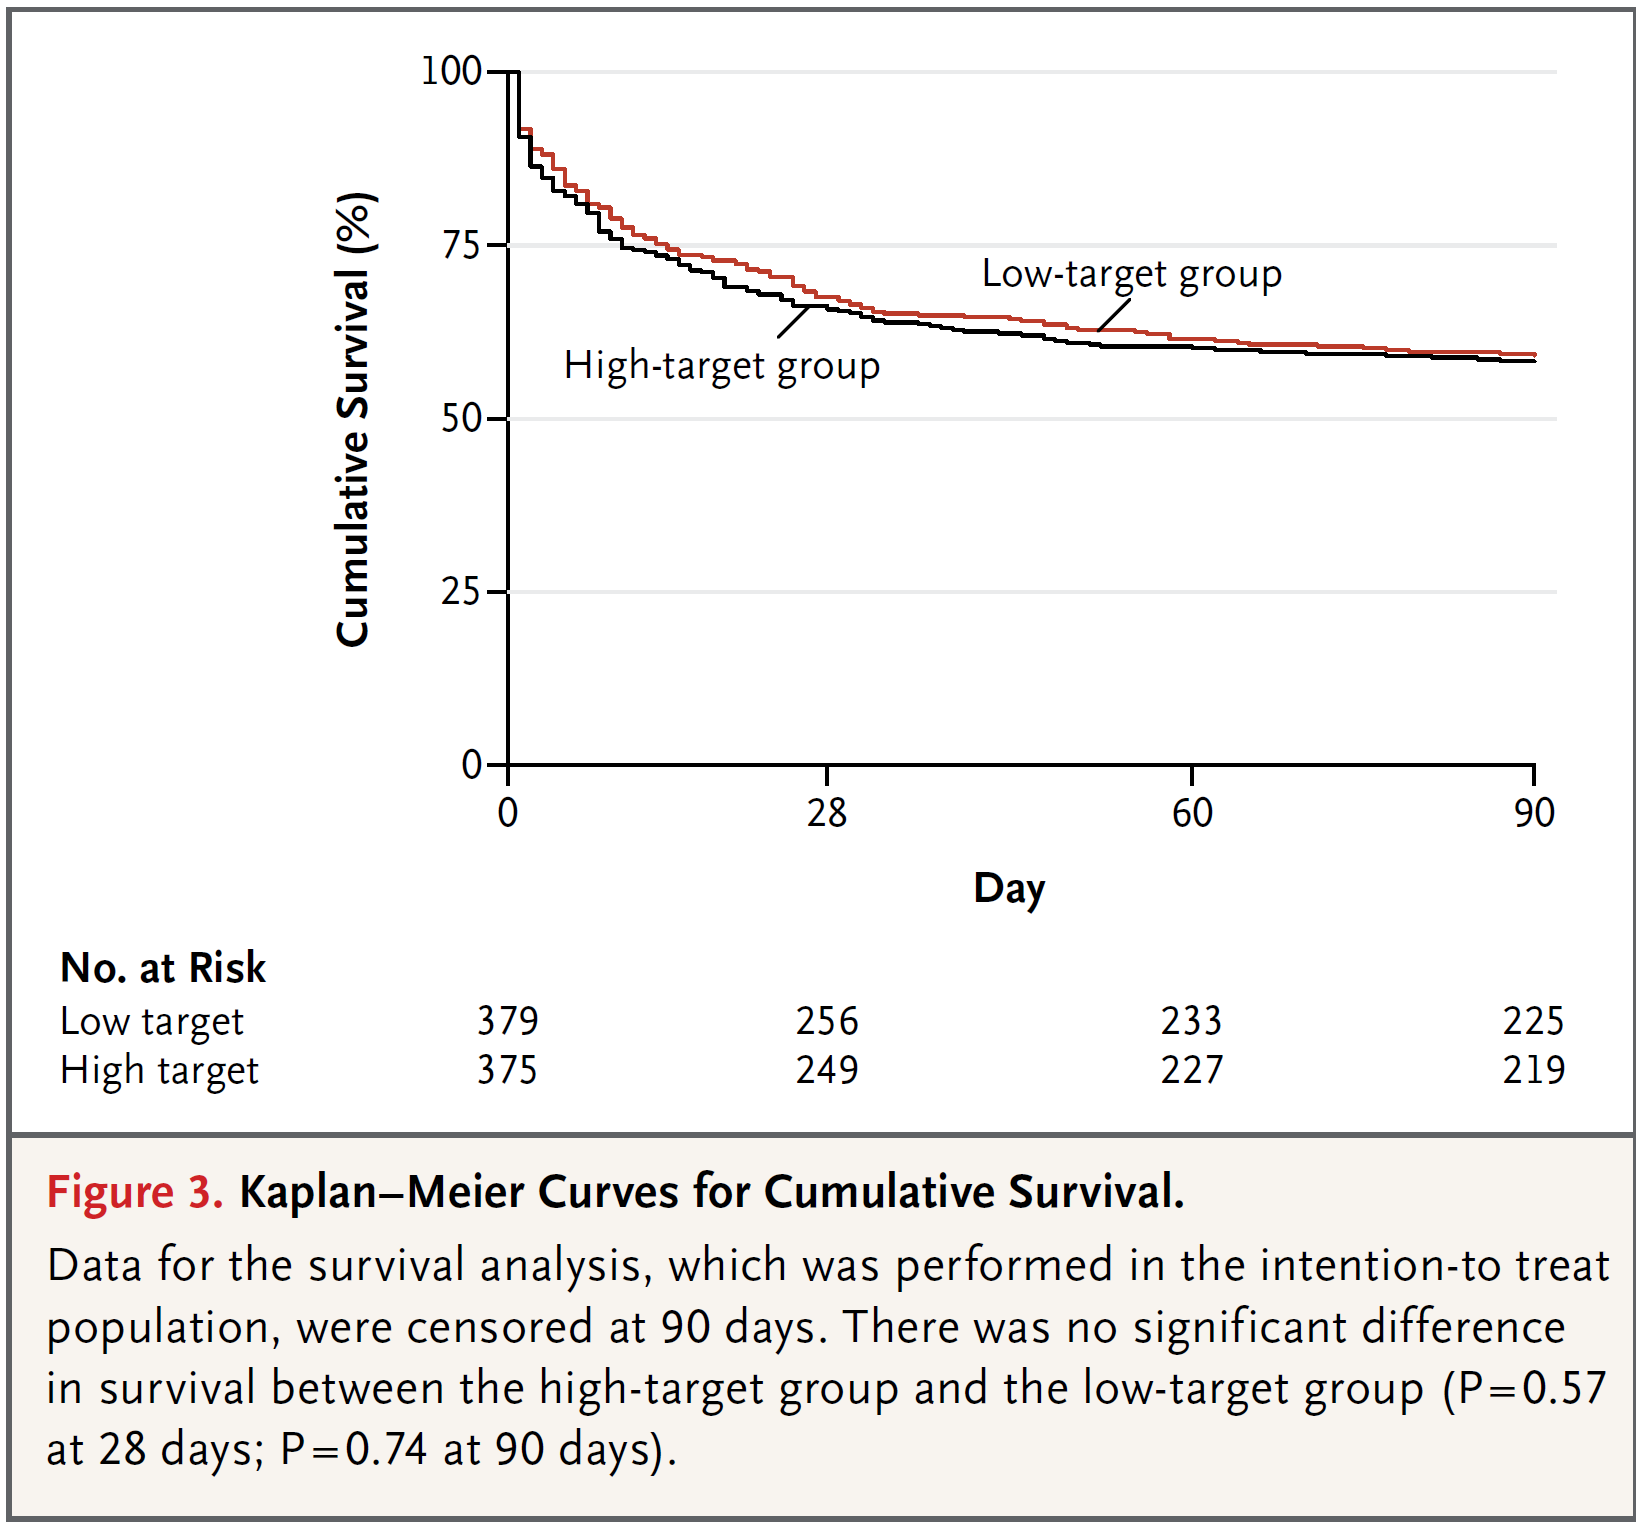 100
75
50
25
0
Cumulative Survival (%)
Low-target group
High-target group
0 28 60 90
Day
No. at Risk
Low target 379 256 233 225
High target 375 249 227 219
Figure 3. Kaplan–Meier Curves for Cumulative Survival.
Data for the survival analysis, which was performed in the intention-to treat
population, were censored at 90 days. There was no significant difference
in survival between the high-target group and the low-target group (P=0.57
at 28 days; P=0.74 at 90 days).